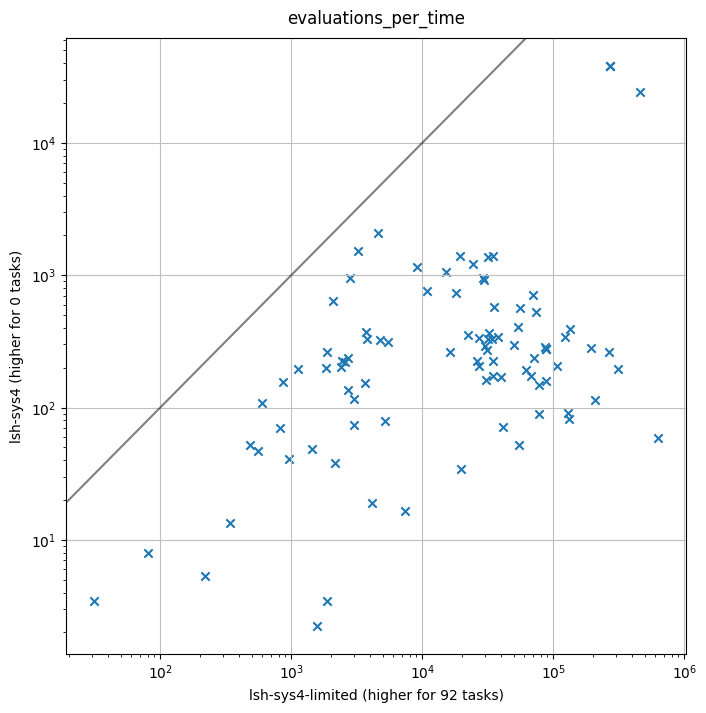 evaluations_per_time
lsh-sys4 (higher for 0 tasks)
10^4
10^3
10^2
10^1
10^2 10^3 10^4 10^5 10^6
lsh-sys4-limited (higher for 92 tasks)